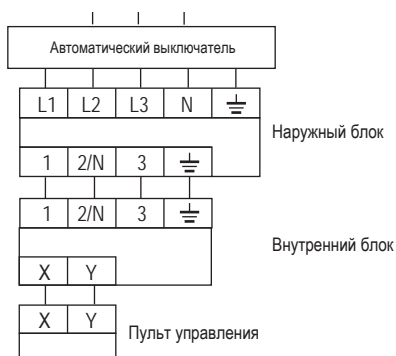 Автоматический выключатель
L1 L2 L3 N
Наружный блок
1 2/N 3
1 2/N 3
Внутренний блок
X Y
X Y
Пульт управления